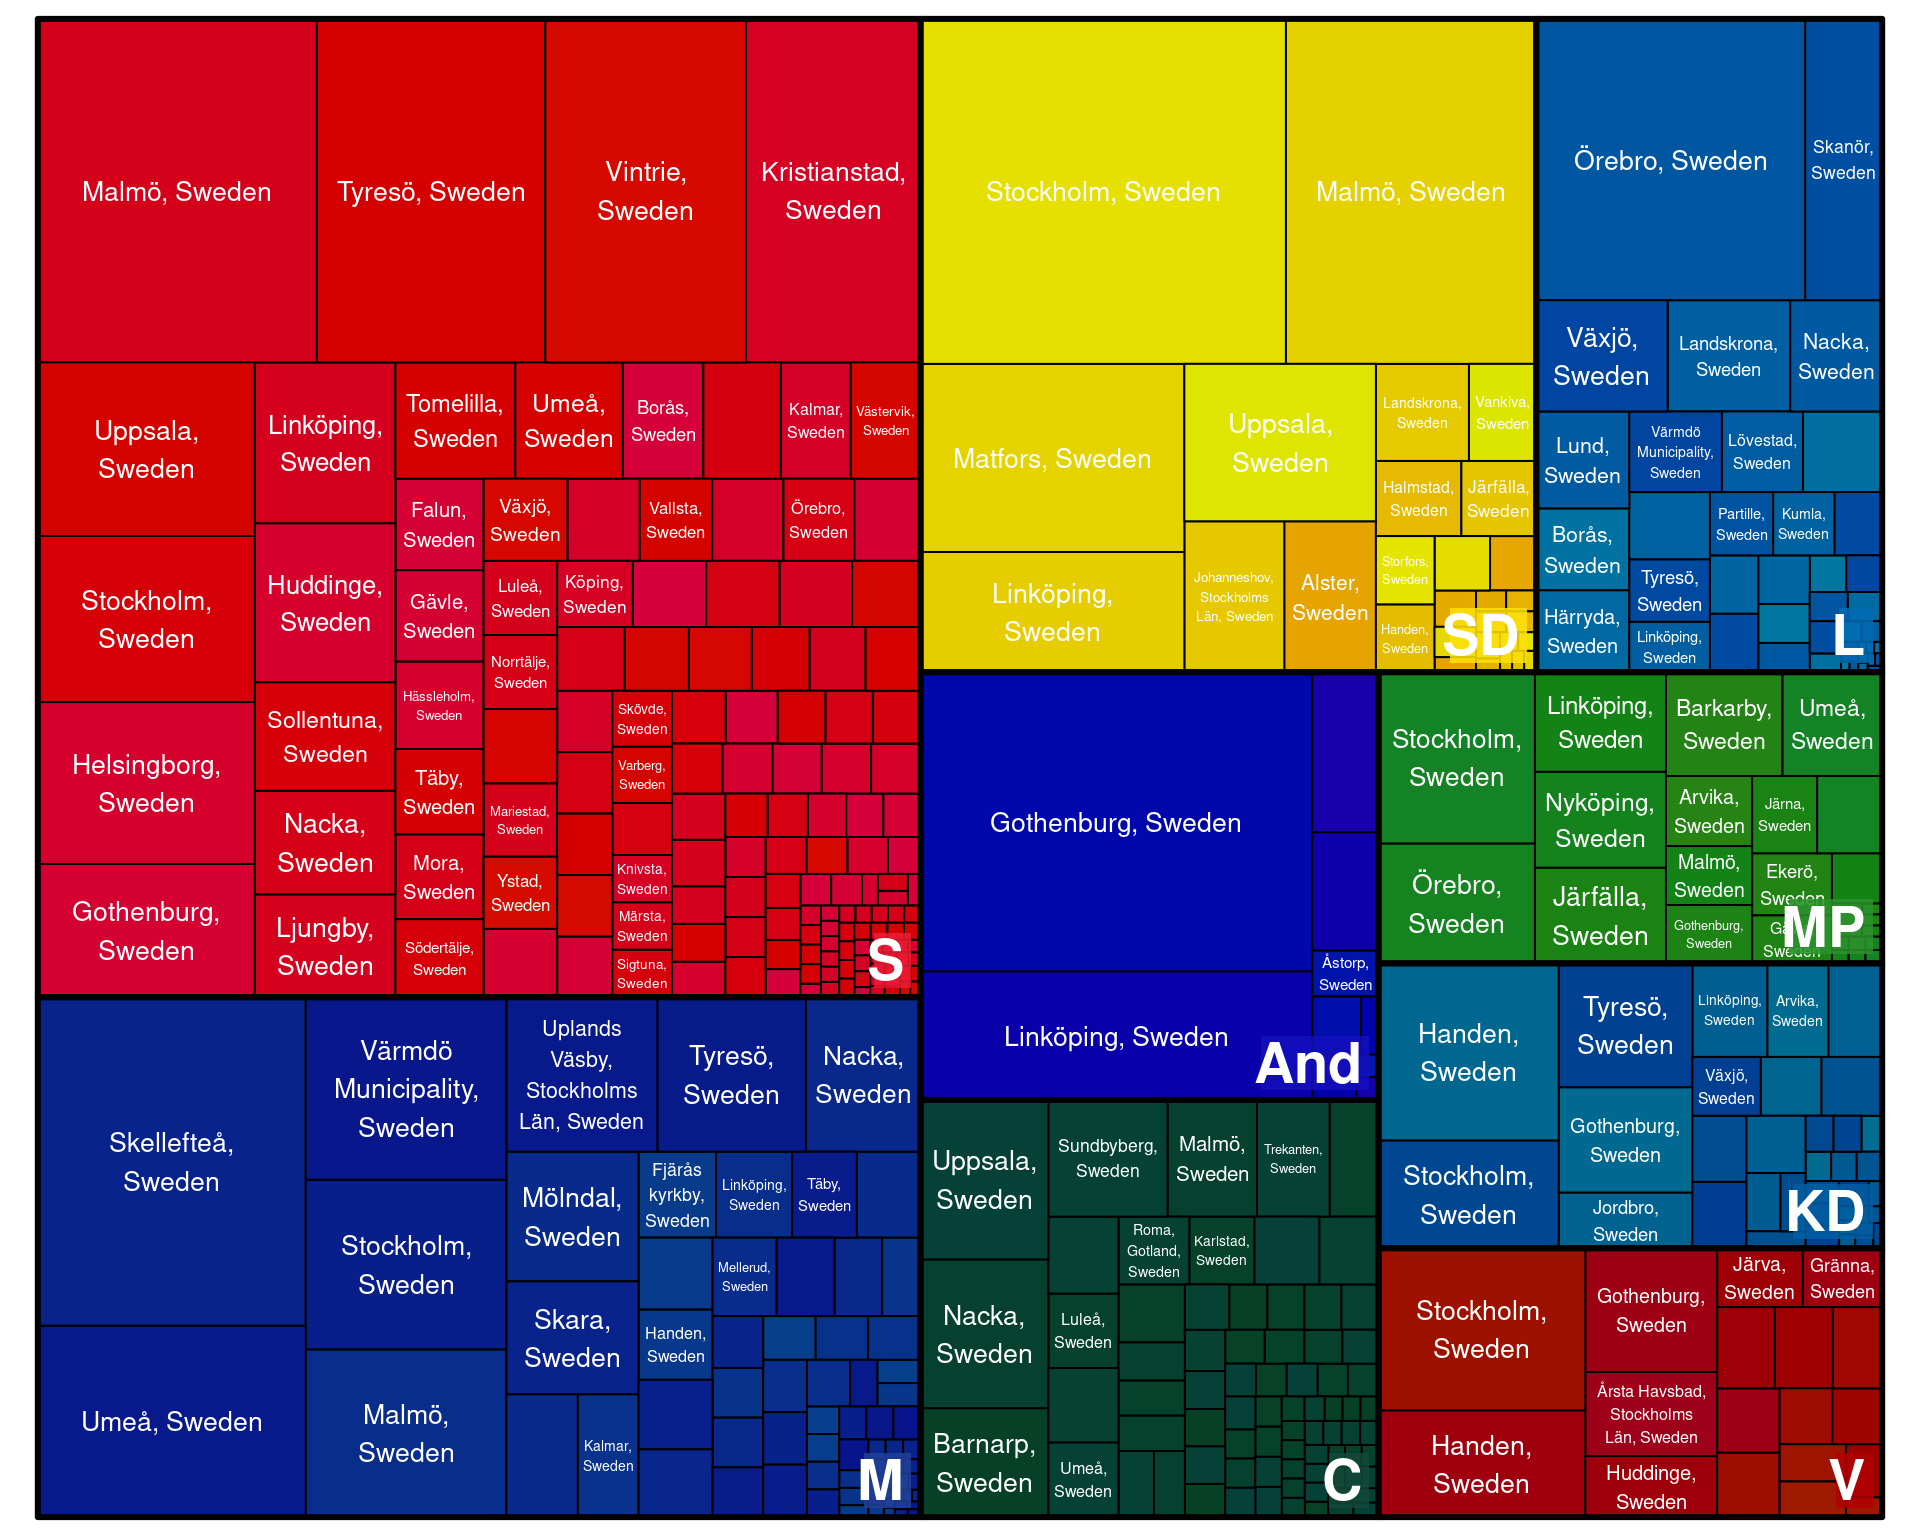 Malmö, Sweden
Tyresö, Sweden
Vintrie,
Sweden
Kristianstad,
Sweden
Uppsala,
Sweden
Stockholm,
Sweden
Helsingborg,
Sweden
Gothenburg,
Sweden
Linköping,
Sweden
Huddinge,
Sweden
Sollentuna,
Sweden
Nacka,
Sweden
Ljungby,
Sweden
Tomelilla,
Sweden
Umeå,
Sweden
Borås,
Sweden
Kalmar,
Sweden
Västervik,
Sweden
Falun,
Sweden
Gävle,
Sweden
Hässleholm,
Sweden
Täby,
Sweden
Mora,
Sweden
Södertälje,
Sweden
Växjö,
Sweden
Vallsta,
Sweden
Örebro,
Sweden
Luleå,
Sweden
Köping,
Sweden
Norrtälje,
Sweden
Mariestad,
Sweden
Ystad,
Sweden
Skövde,
Sweden
Varberg,
Sweden
Knivsta,
Sweden
Märsta,
Sweden
Sigtuna,
Sweden
S
Stockholm, Sweden
Malmö, Sweden
Matfors, Sweden
Linköping,
Sweden
Uppsala,
Sweden
Johanneshov,
Stockholms
Län, Sweden
Alster,
Sweden
Landskrona,
Sweden
Vankiva,
Sweden
Halmstad,
Sweden
Järfälla,
Sweden
Storfors,
Sweden
Handen,
Sweden
SD
Örebro, Sweden
Skanör,
Sweden
Växjö,
Sweden
Landskrona,
Sweden
Nacka,
Sweden
Lund,
Sweden
Värmdö
Municipality,
Sweden
Lövestad,
Sweden
Borås,
Sweden
Partille,
Sweden
Kumla,
Sweden
Tyresö,
Sweden
Härryda,
Sweden
Linköping,
Sweden
L
Gothenburg, Sweden
Linköping, Sweden
Åstorp,
Sweden
And
Stockholm,
Sweden
Örebro,
Sweden
Linköping,
Sweden
Nyköping,
Sweden
Järfälla,
Sweden
Barkarby,
Sweden
Umeå,
Sweden
Arvika,
Sweden
Järna,
Sweden
Malmö,
Sweden
Gothenburg,
Sweden
Ekerö,
Sweden
MP
Skellefteå,
Sweden
Umeå, Sweden
Värmdö
Municipality,
Sweden
Stockholm,
Sweden
Malmö,
Sweden
Uplands
Väsby,
Stockholms
Län, Sweden
Tyresö,
Sweden
Nacka,
Sweden
Mölndal,
Sweden
Skara,
Sweden
Kalmar,
Sweden
Fjärås
kyrkby,
Sweden
Linköping,
Sweden
Täby,
Sweden
Mellerud,
Sweden
Handen,
Sweden
M
Uppsala,
Sweden
Nacka,
Sweden
Barnarp,
Sweden
Sundbyberg,
Sweden
Malmö,
Sweden
Trekanten,
Sweden
Roma,
Gotland,
Sweden
Karlstad,
Sweden
Luleå,
Sweden
Umeå,
Sweden
C
Handen,
Sweden
Stockholm,
Sweden
Tyresö,
Sweden
Gothenburg,
Sweden
Jordbro,
Sweden
Linköping,
Sweden
Arvika,
Sweden
Växjö,
Sweden
KD
Stockholm,
Sweden
Handen,
Sweden
Gothenburg,
Sweden
Årsta Havsbad,
Stockholms
Län, Sweden
Huddinge,
Sweden
Järva,
Sweden
Gränna,
Sweden
V